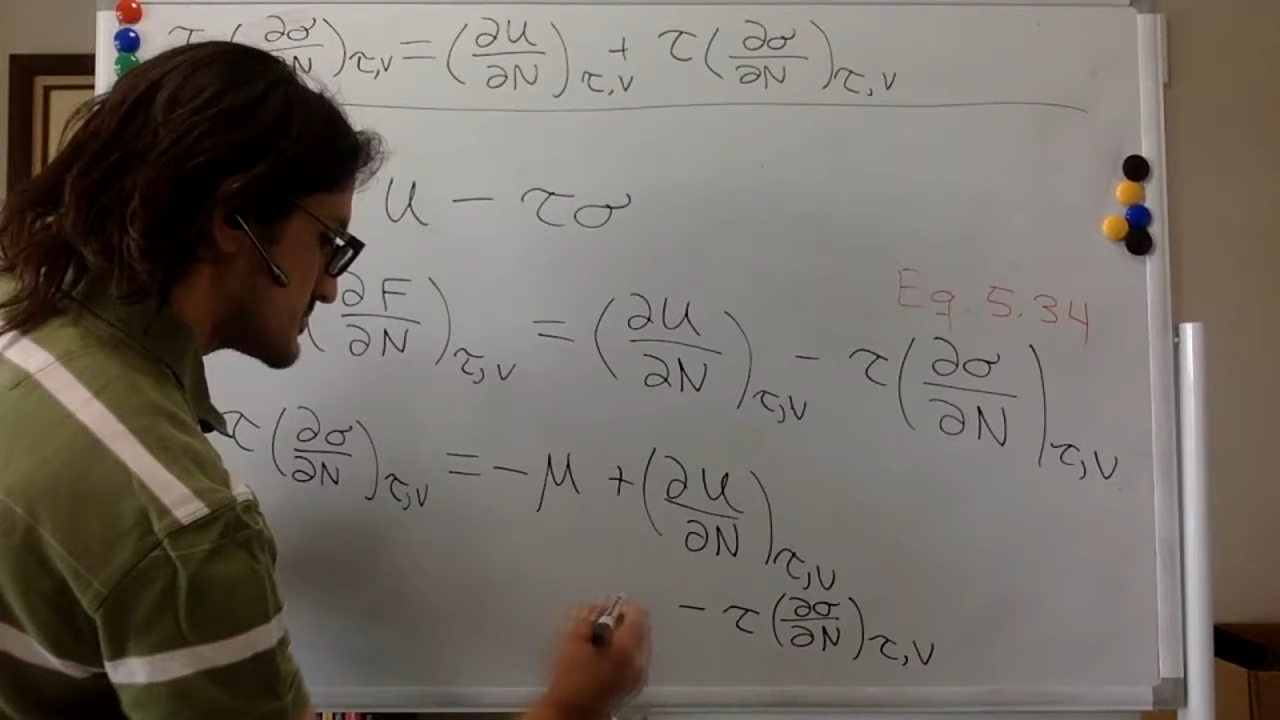 τ(∂σ/∂N)τ,V = (∂U/∂N)τ,V + τ(∂σ/∂N)τ,V
U − τσ
Eq. 5.34
(∂F/∂N)τ,V = (∂U/∂N)τ,V − τ(∂σ/∂N)τ,V
τ(∂σ/∂N)τ,V = −μ + (∂U/∂N)τ,V
− τ(∂σ/∂N)τ,V